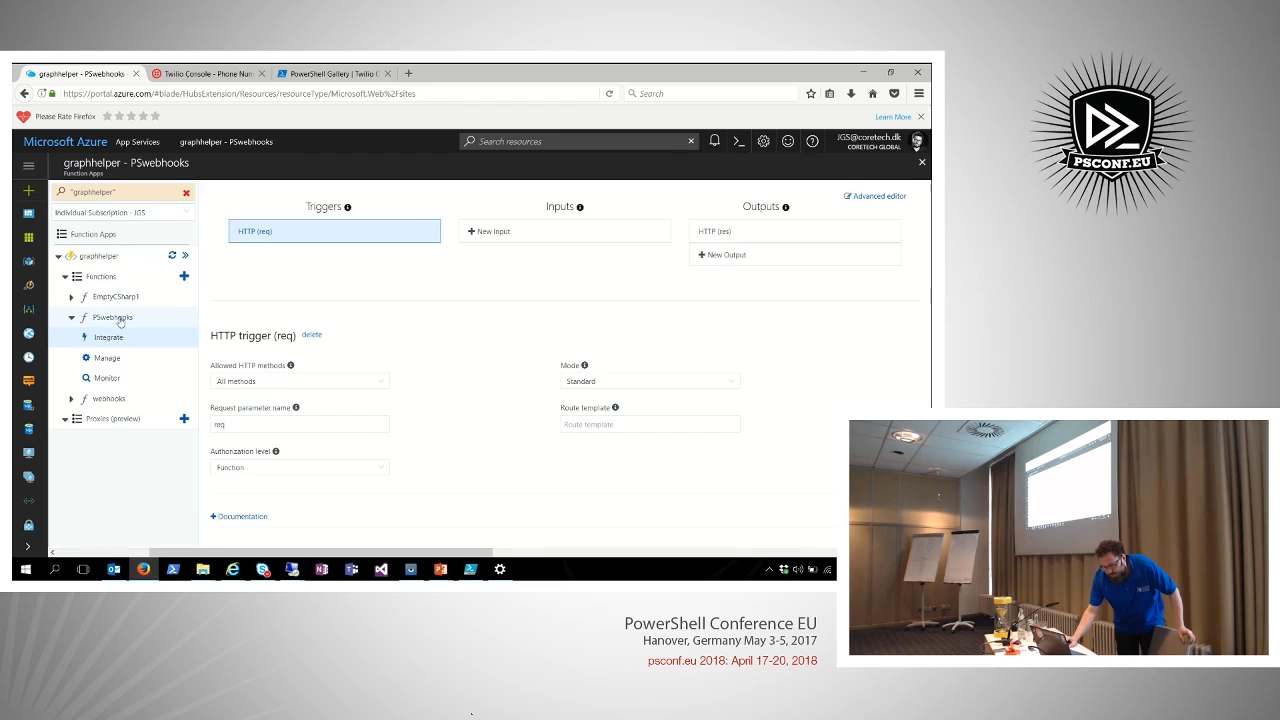 graphhelper - PSwebhooks
Twilio Console - Phone Num
PowerShell Gallery | Twilio
https://portal.azure.com/#blade/HubsExtension/Resources/resourceType/Microsoft.Web%2Fsites
Search
Please Rate Firefox
Learn More
Microsoft Azure App Services graphhelper - PSwebhooks
Search resources
JGS@coretech.dk
CORETECH GLOBAL
graphhelper - PSwebhooks
Function Apps
"graphhelper"
Individual Subscription - JGS
Function Apps
graphhelper
Functions
EmptyCSharp1
PSwebhooks
Integrate
Manage
Monitor
webhooks
Proxies (preview)
Advanced editor
Triggers
Inputs
Outputs
HTTP (req)
New Input
HTTP (res)
New Output
HTTP trigger (req) delete
Allowed HTTP methods
All methods
Mode
Standard
Request parameter name
req
Route template
Route template
Authorization level
Function
Documentation
PSCONF.EU
PowerShell Conference EU
Hanover, Germany May 3-5, 2017
psconf.eu 2018: April 17-20, 2018